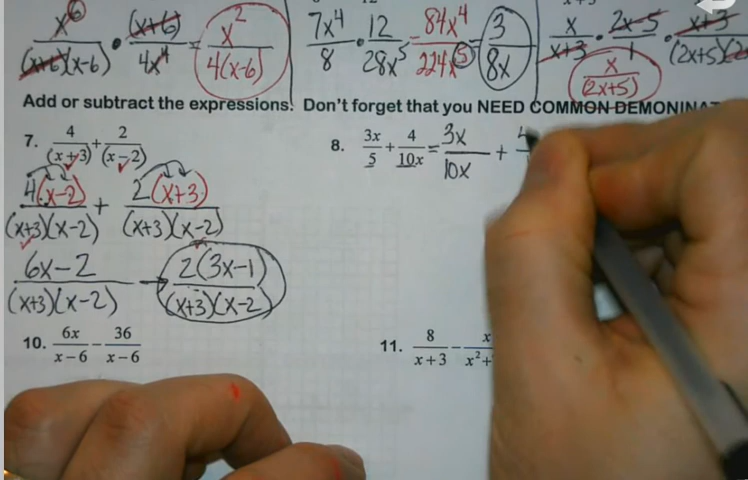 x⁶/((x+6)(x-6)) • (x+6)/4x⁴ = x²/(4(x-6))
7x⁴/8 • 12/28x⁵ = 84x⁴/224x⁵ = 3/8x
x/(x+3) • (2x-5)/1 • (x+3)/(2x+5)
x/(2x+5)
Add or subtract the expressions. Don't forget that you NEED COMMON DEMONINA
7. 4/(x+3) + 2/(x-2)
8. 3x/5 + 4/10x = 3x/10x + 4
4(x-2)/((x+3)(x-2)) + 2(x+3)/((x+3)(x-2))
(6x-2)/((x+3)(x-2)) → 2(3x-1)/((x+3)(x-2)
10. 6x/(x-6) - 36/(x-6)
11. 8/(x+3) - x/x²+